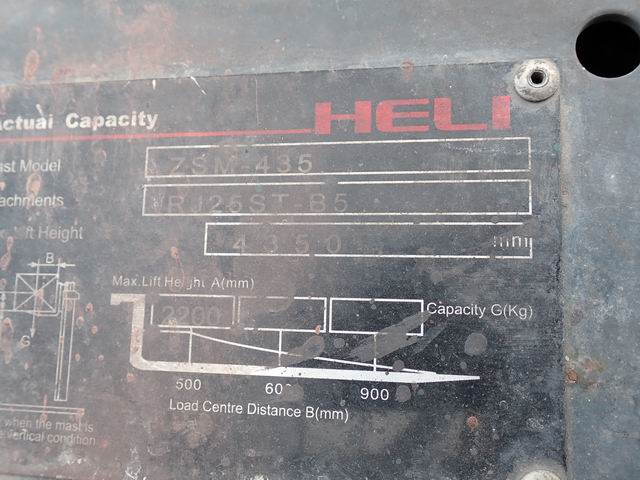 Actual Capacity HELI
ast Model ZSM-435
achments RJ25ST-B5
ft Height 4350 mm
B
Max.Lift Height A(mm)
2200 Capacity G(Kg)
G
500 60 900
Load Centre Distance B(mm)
when the mast is
vertical condition